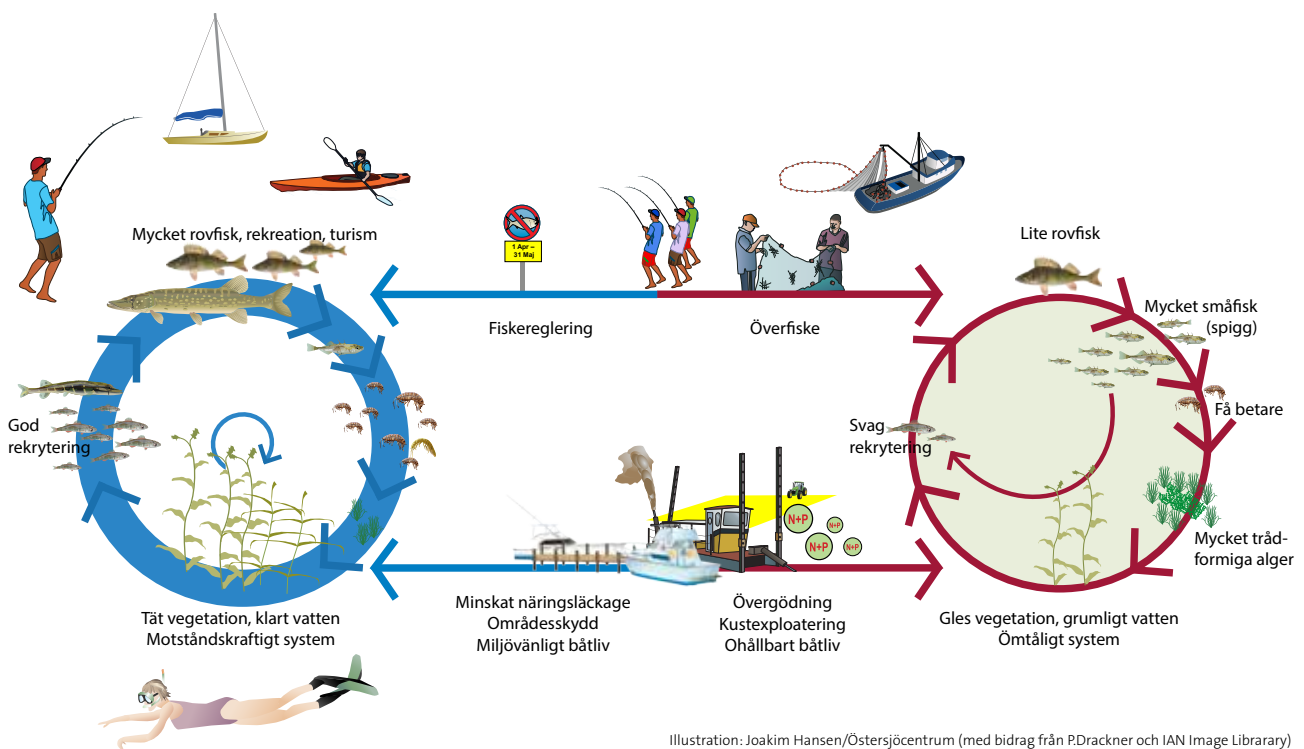 Mycket rovfisk, rekreation, turism
1 Apr –
31 Maj
Lite rovfisk
Mycket småfisk
(spigg)
Fiskereglering
Överfiske
God
rekrytering
Svag
rekrytering
Få betare
N+P
N+P
N+P
N+P
Mycket tråd-
formiga alger
Tät vegetation, klart vatten
Motståndskraftigt system
Minskat näringsläckage
Områdesskydd
Miljövänligt båtliv
Övergödning
Kustexploatering
Ohållbart båtliv
Gles vegetation, grumligt vatten
Ömtåligt system
Illustration: Joakim Hansen/Östersjöcentrum (med bidrag från P.Drackner och IAN Image Librarary)